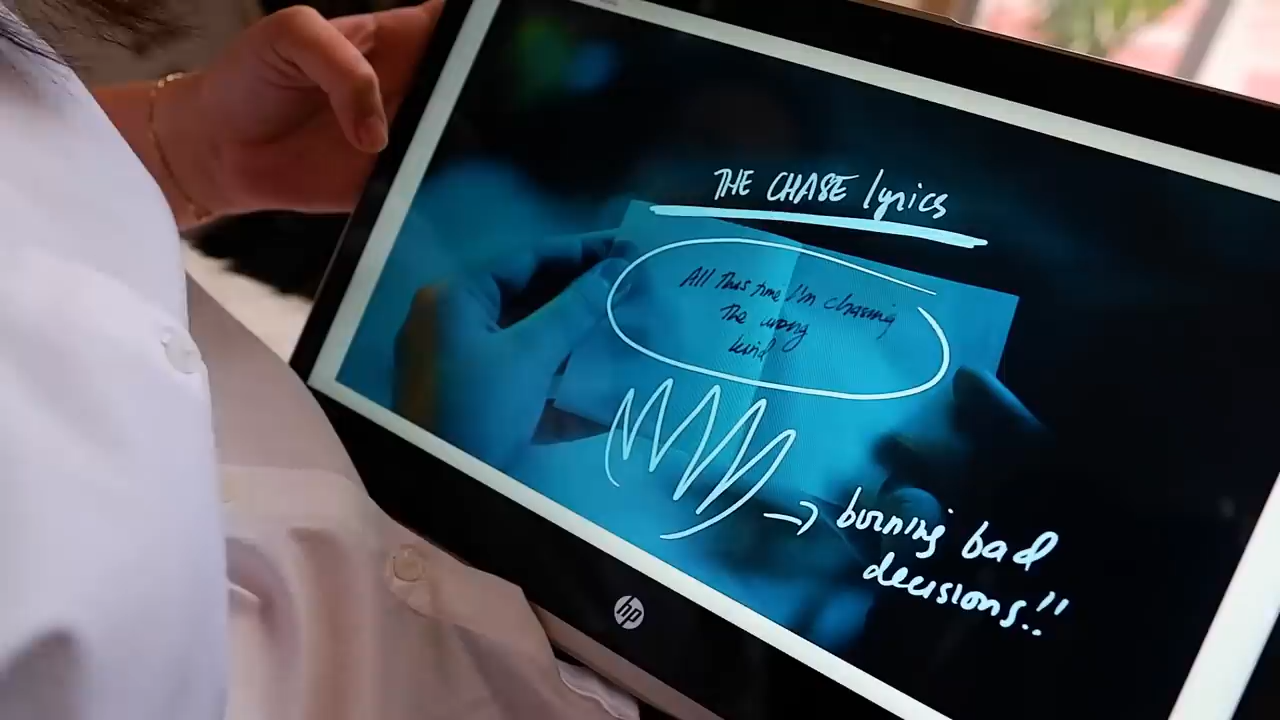 THE CHASE lyrics
All this time I'm chasing
the wrong
kind
burning bad
decisions!!
hp